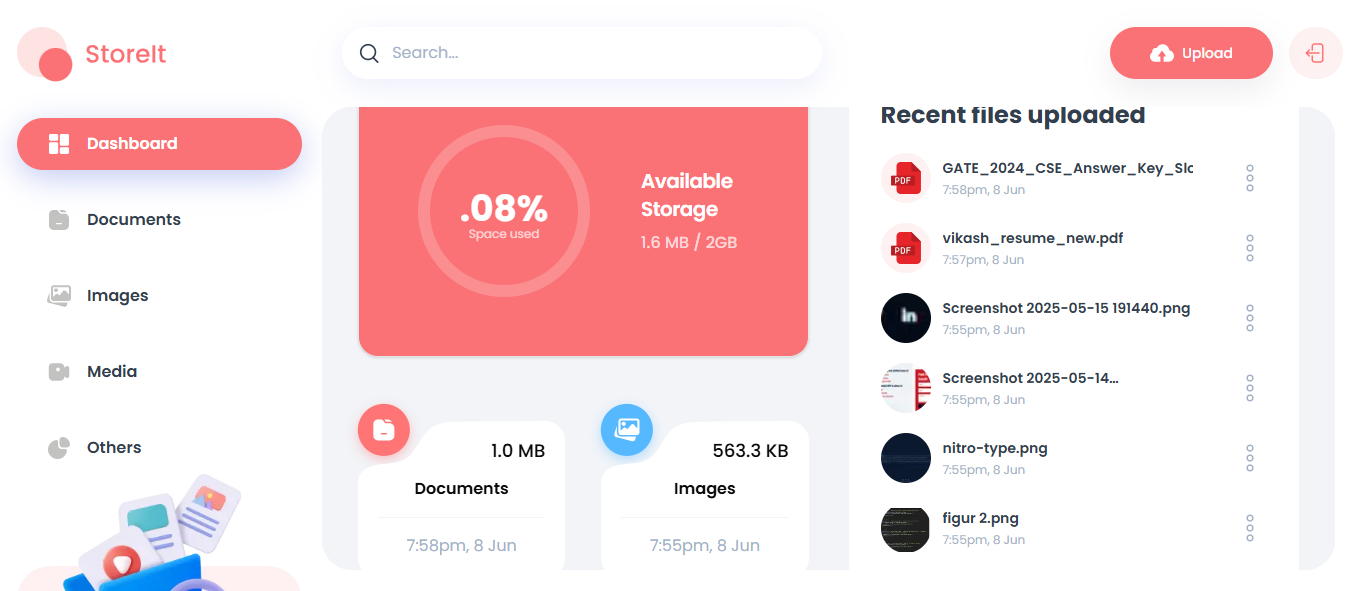 StoreIt
Search...
Upload
Dashboard
Documents
Images
Media
Others
.08%
Space used
Available
Storage
1.6 MB / 2GB
1.0 MB
Documents
7:58pm, 8 Jun
563.3 KB
Images
7:55pm, 8 Jun
Recent files uploaded
PDF
GATE_2024_CSE_Answer_Key_Slo
7:58pm, 8 Jun
PDF
vikash_resume_new.pdf
7:57pm, 8 Jun
in
Screenshot 2025-05-15 191440.png
7:55pm, 8 Jun
Screenshot 2025-05-14...
7:55pm, 8 Jun
nitro-type.png
7:55pm, 8 Jun
figur 2.png
7:55pm, 8 Jun